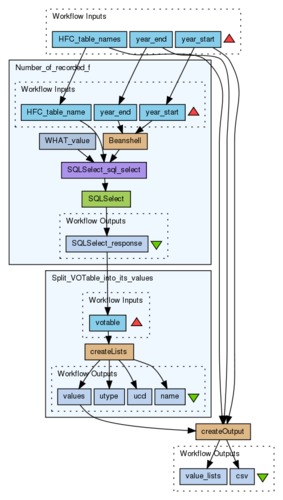 Workflow Inputs
HFC_table_names
year_end
year_start
Number_of_recorded_f
Workflow Inputs
HFC_table_name
year_end
year_start
WHAT_value
Beanshell
SQLSelect_sql_select
SQLSelect
Workflow Outputs
SQLSelect_response
Split_VOTable_into_its_values
Workflow Inputs
votable
createLists
Workflow Outputs
values
utype
ucd
name
createOutput
Workflow Outputs
value_lists
csv